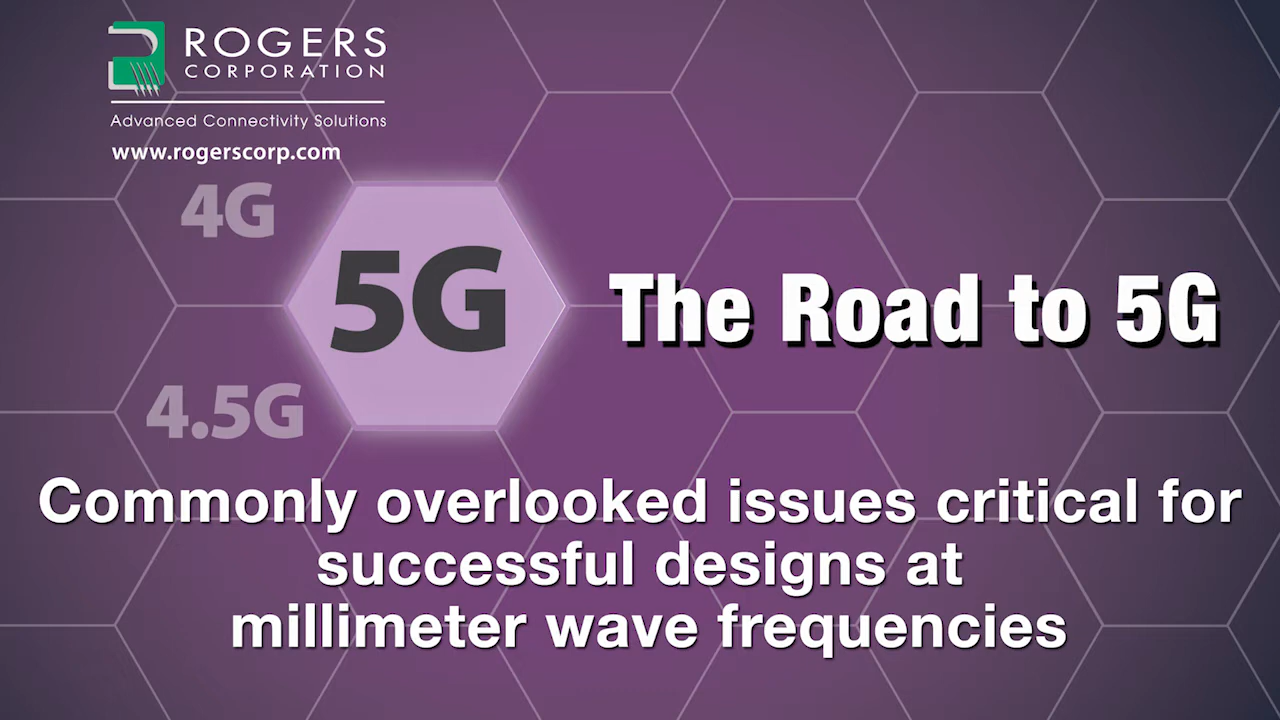 ROGERS
CORPORATION
Advanced Connectivity Solutions
www.rogerscorp.com
4G
5G
The Road to 5G
4.5G
Commonly overlooked issues critical for
successful designs at
millimeter wave frequencies